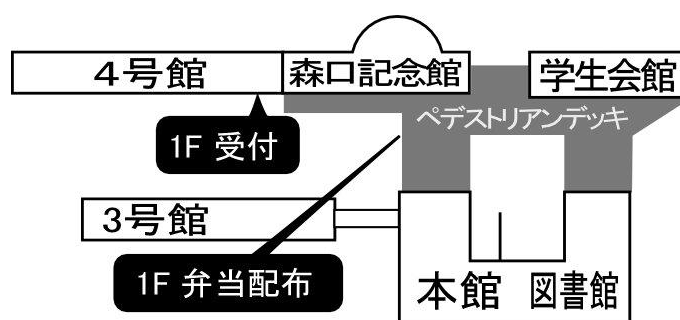 4号館
森口記念館
学生会館
ペデストリアンデッキ
1F 受付
3号館
1F 弁当配布
本館
図書館